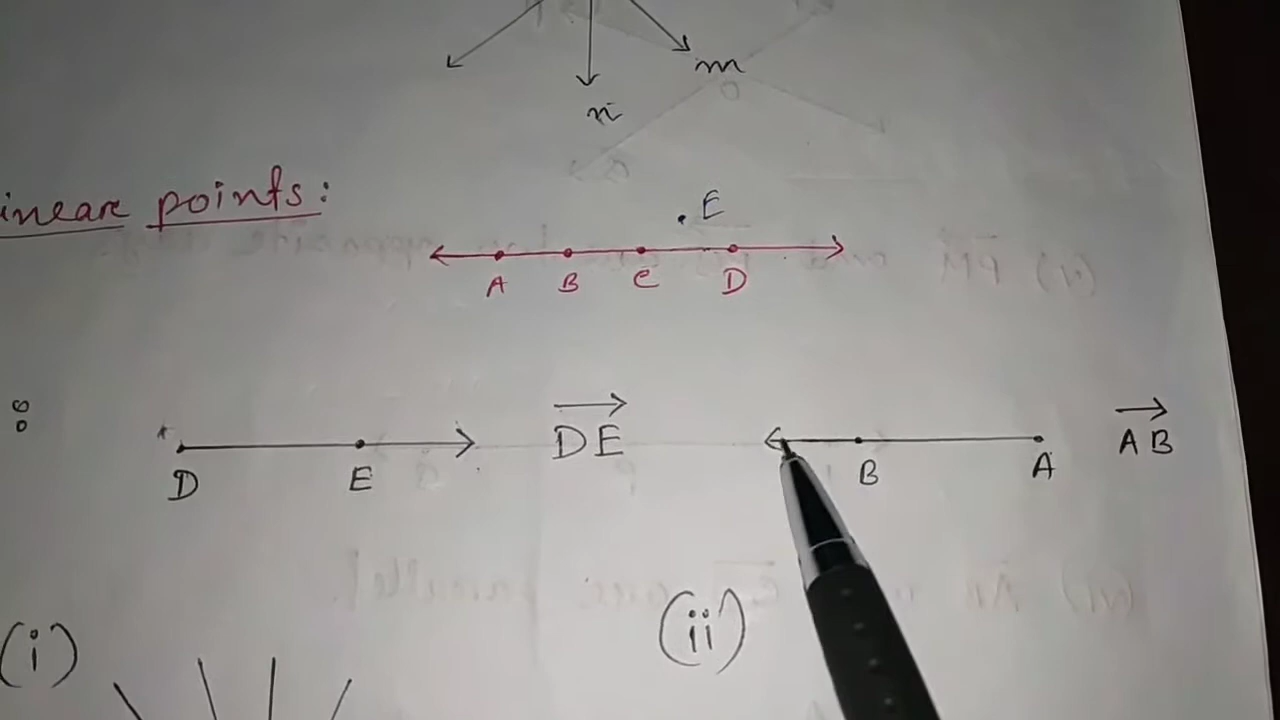 m
n
inear points:
E
A B C D
D E
DE
B A
AB
(i)
(ii)